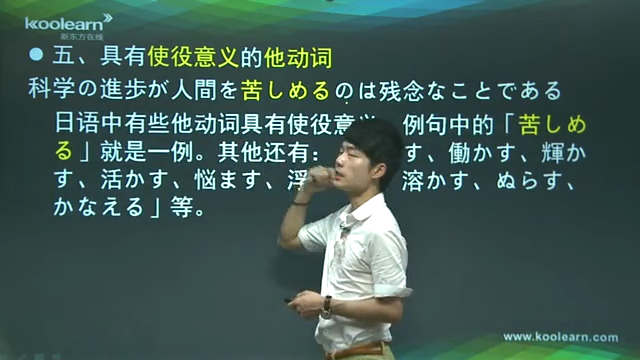 koolearn
新东方在线
● 五、具有使役意义的他动词
科学の進歩が人間を苦しめるのは残念なことである
日语中有些他动词具有使役意义，例句中的「苦しめ
る」就是一例。其他还有： す、働かす、輝か
す、活かす、悩ます、浮 溶かす、ぬらす、
かなえる」等。
www.koolearn.com